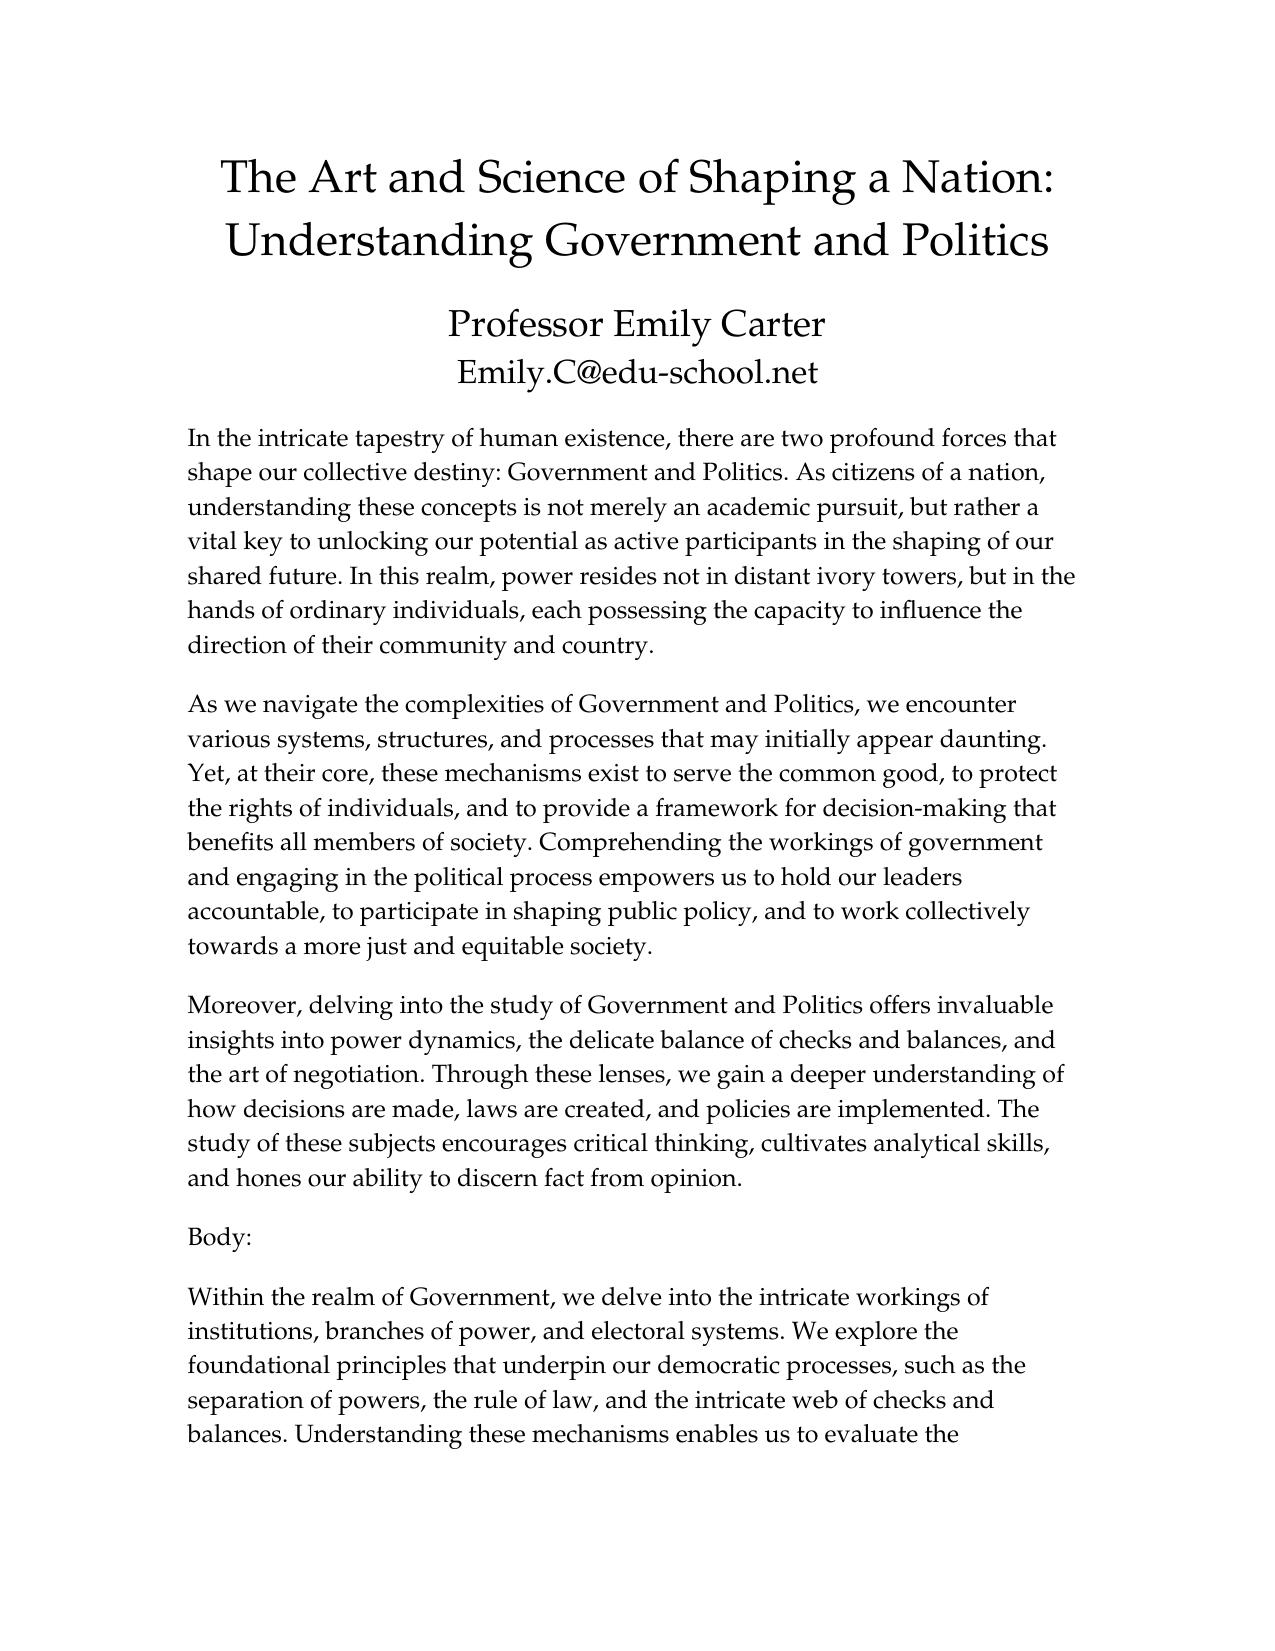 The Art and Science of Shaping a Nation:
Understanding Government and Politics
Professor Emily Carter
Emily.C@edu-school.net
In the intricate tapestry of human existence, there are two profound forces that
shape our collective destiny: Government and Politics. As citizens of a nation,
understanding these concepts is not merely an academic pursuit, but rather a
vital key to unlocking our potential as active participants in the shaping of our
shared future. In this realm, power resides not in distant ivory towers, but in the
hands of ordinary individuals, each possessing the capacity to influence the
direction of their community and country.
As we navigate the complexities of Government and Politics, we encounter
various systems, structures, and processes that may initially appear daunting.
Yet, at their core, these mechanisms exist to serve the common good, to protect
the rights of individuals, and to provide a framework for decision-making that
benefits all members of society. Comprehending the workings of government
and engaging in the political process empowers us to hold our leaders
accountable, to participate in shaping public policy, and to work collectively
towards a more just and equitable society.
Moreover, delving into the study of Government and Politics offers invaluable
insights into power dynamics, the delicate balance of checks and balances, and
the art of negotiation. Through these lenses, we gain a deeper understanding of
how decisions are made, laws are created, and policies are implemented. The
study of these subjects encourages critical thinking, cultivates analytical skills,
and hones our ability to discern fact from opinion.
Body:
Within the realm of Government, we delve into the intricate workings of
institutions, branches of power, and electoral systems. We explore the
foundational principles that underpin our democratic processes, such as the
separation of powers, the rule of law, and the intricate web of checks and
balances. Understanding these mechanisms enables us to evaluate the